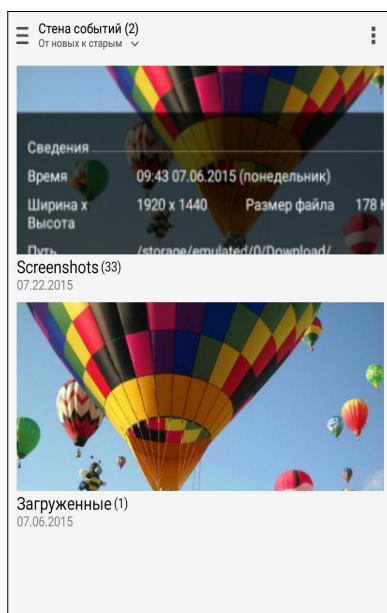 Стена событий (2)
От новых к старым
Сведения
Время 09:43 07.06.2015 (понедельник)
Ширина x 1920 x 1440 Размер файла 178
Высота
Путь /storage/emulated/0/Download/
Screenshots (33)
07.22.2015
Загруженные (1)
07.06.2015